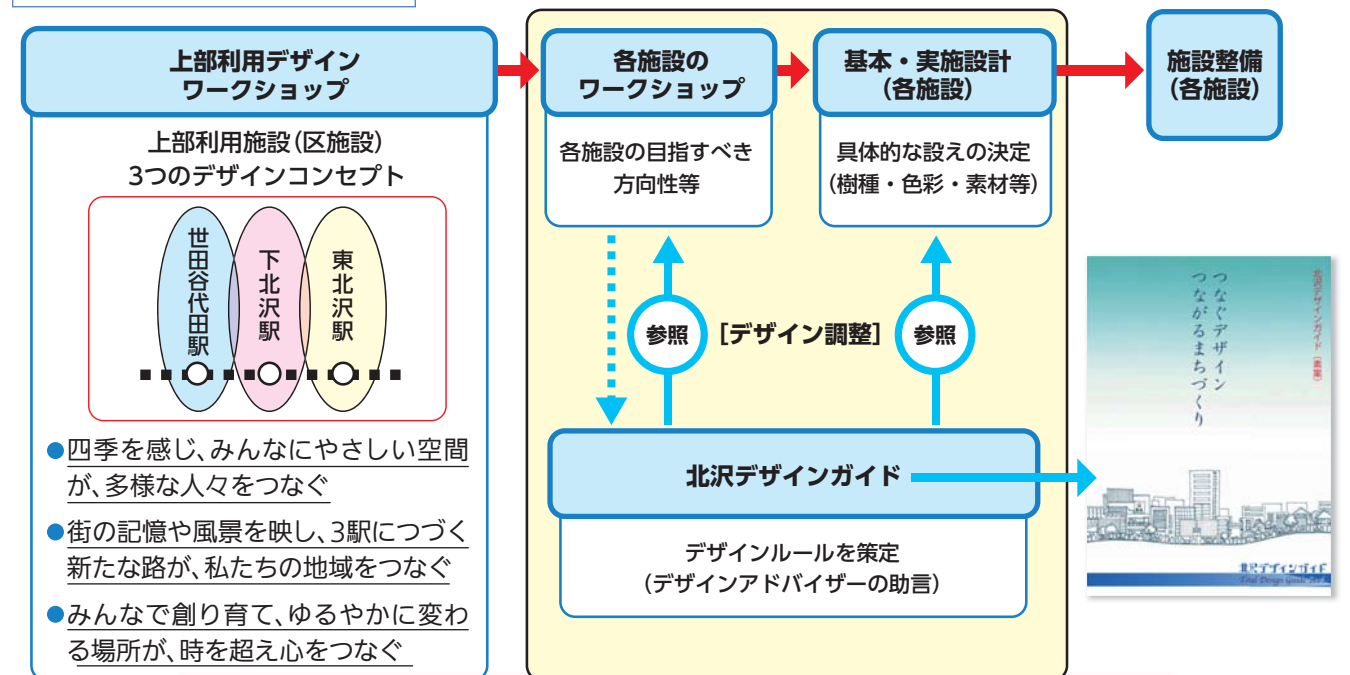 上部利用デザイン
ワークショップ
上部利用施設(区施設)
3つのデザインコンセプト
世田谷代田駅
下北沢駅
東北沢駅
●四季を感じ、みんなにやさしい空間
が、多様な人々をつなぐ
●街の記憶や風景を映し、3駅につづく
新たな路が、私たちの地域をつなぐ
●みんなで創り育て、ゆるやかに変わ
る場所が、時を超え心をつなぐ
各施設の
ワークショップ
各施設の目指すべき
方向性等
基本・実施設計
(各施設)
具体的な設えの決定
(樹種・色彩・素材等)
施設整備
(各施設)
参照
[デザイン調整]
参照
北沢デザインガイド
デザインルールを策定
(デザインアドバイザーの助言)
北沢デザインガイド(素案)
つなぐデザイン
つながるまちづくり
北沢デザインガイド